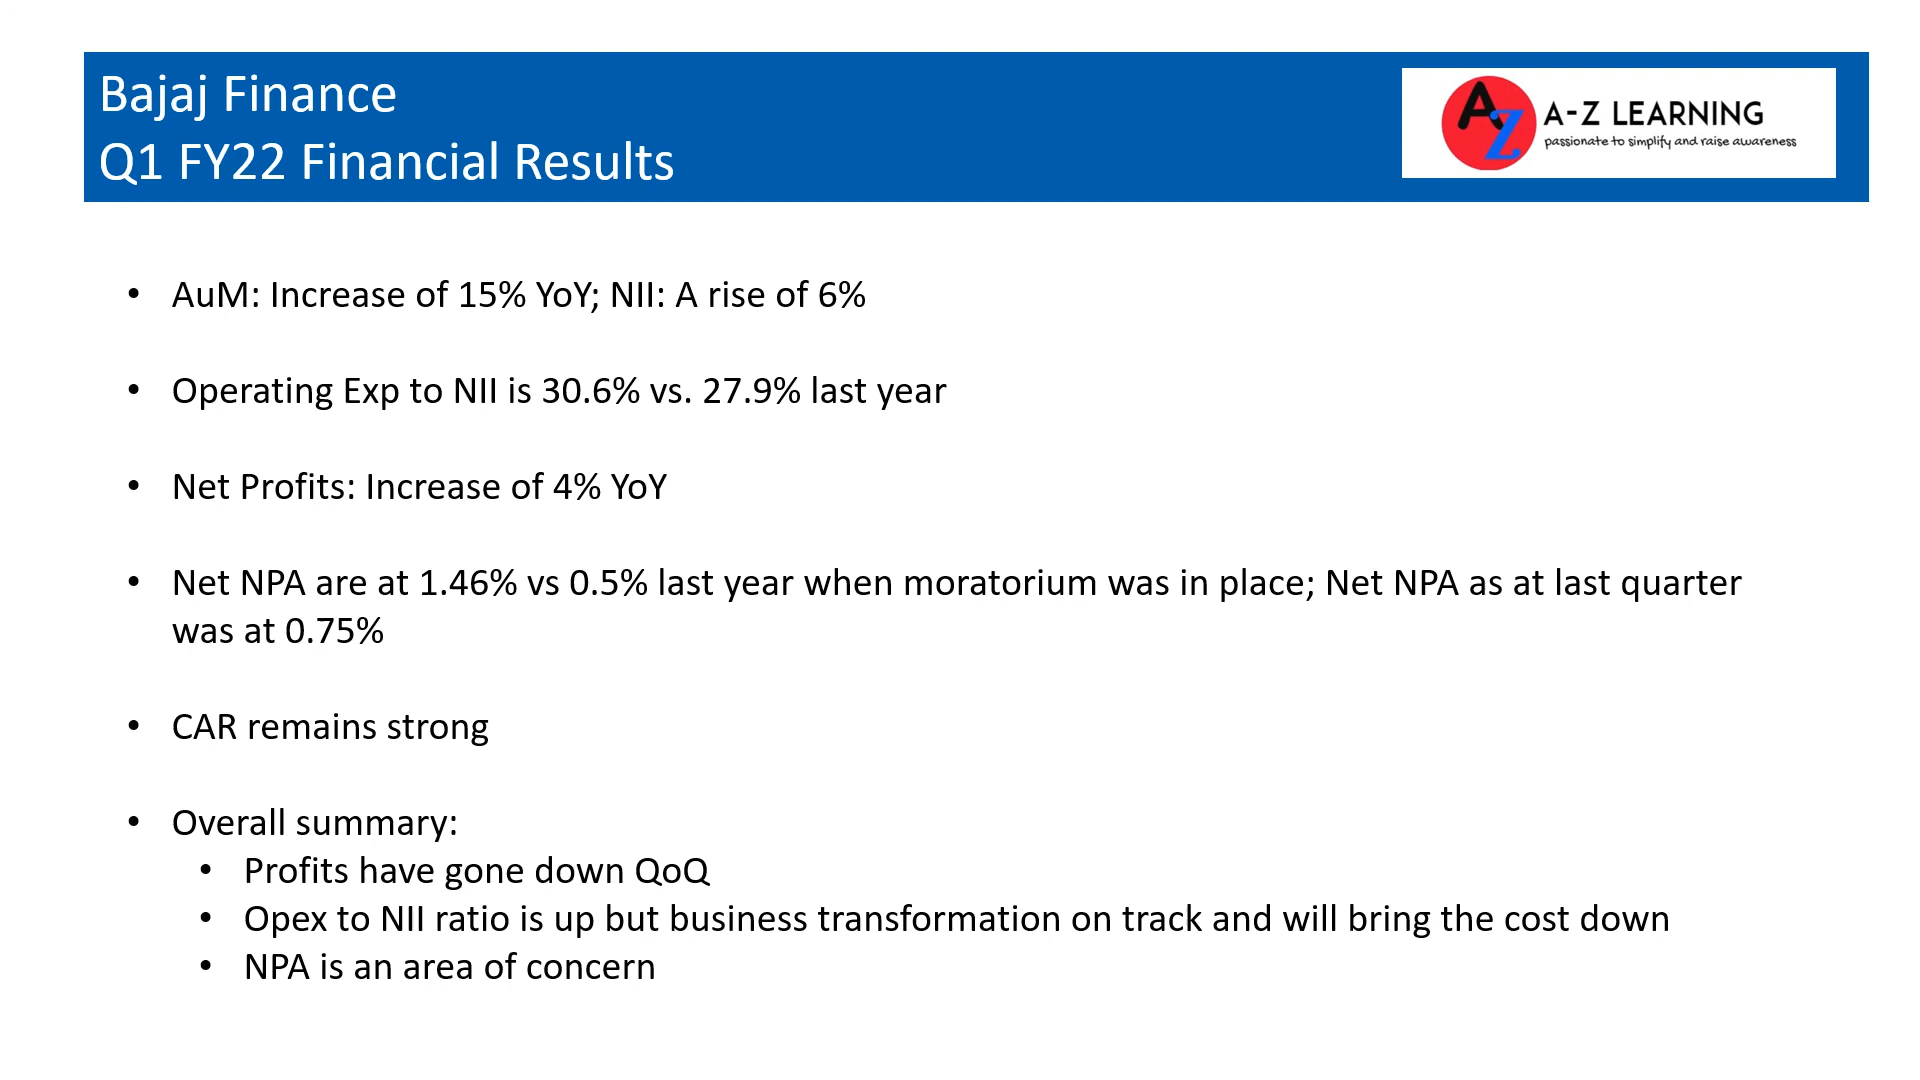 Bajaj Finance
Q1 FY22 Financial Results
AZ
A-Z LEARNING
passionate to simplify and raise awareness
• AuM: Increase of 15% YoY; NII: A rise of 6%
• Operating Exp to NII is 30.6% vs. 27.9% last year
• Net Profits: Increase of 4% YoY
• Net NPA are at 1.46% vs 0.5% last year when moratorium was in place; Net NPA as at last quarter
was at 0.75%
• CAR remains strong
• Overall summary:
• Profits have gone down QoQ
• Opex to NII ratio is up but business transformation on track and will bring the cost down
• NPA is an area of concern